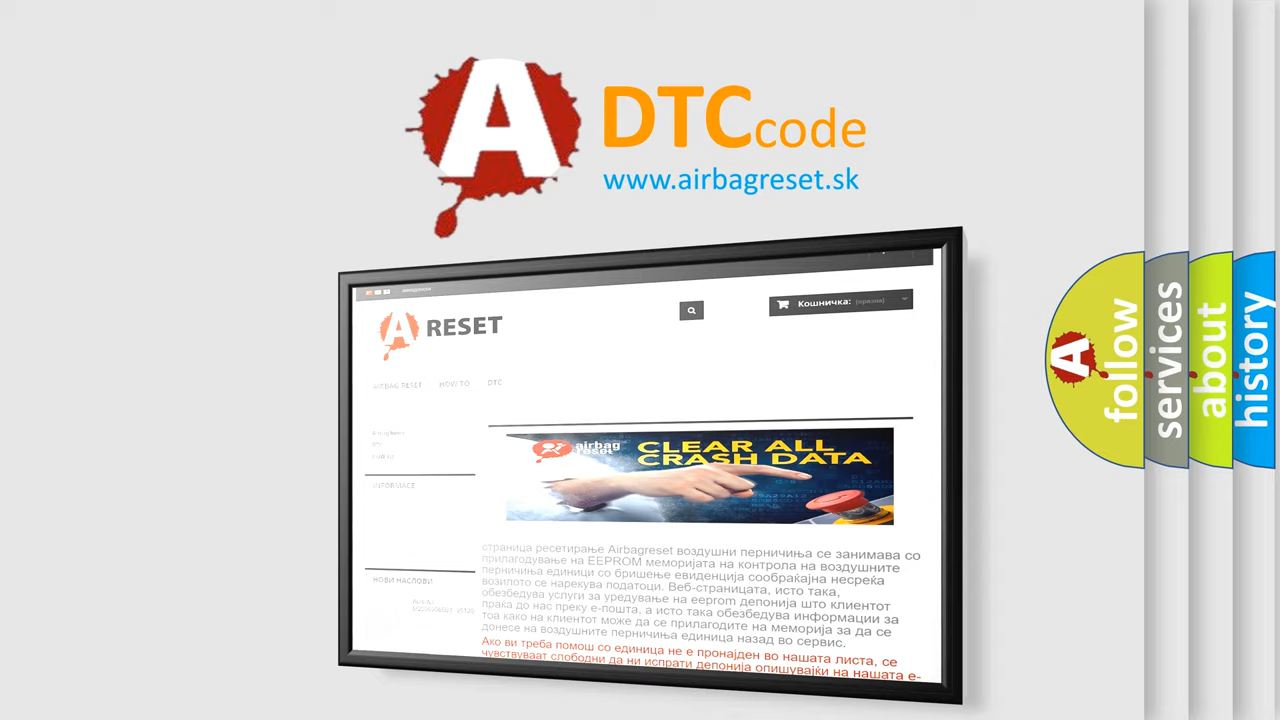 A
DTC code
www.airbagreset.sk
A RESET
Кошничка: (празни)
AIRBAG RESET HOW TO DTC
airbag
reset
CLEAR ALL
CRASH DATA
INFORMACE
страница ресетирање Airbagreset воздушни перничиња се занимава со
прилагодување на EEPROM меморијата на контрола на воздушните
перничиња единици со бришење евиденција сообраќајна несреќа
возилото се нарекува податоци. Веб-страницата, исто така,
обезбедува услуги за уредување на eeprom депонија што клиентот
праќа до нас преку е-пошта, а исто така обезбедува информации за
тоа како на клиентот може да се прилагодите на меморија за да се
донесе на воздушните перничиња единица назад во сервис.
НОВИ НАСЛОВИ
Ако ви треба помош со единица не е пронајден во нашата листа, се
чувствуваат слободни да ни испрати депонија опишувајќи на нашата е-
A
follow
services
about
history